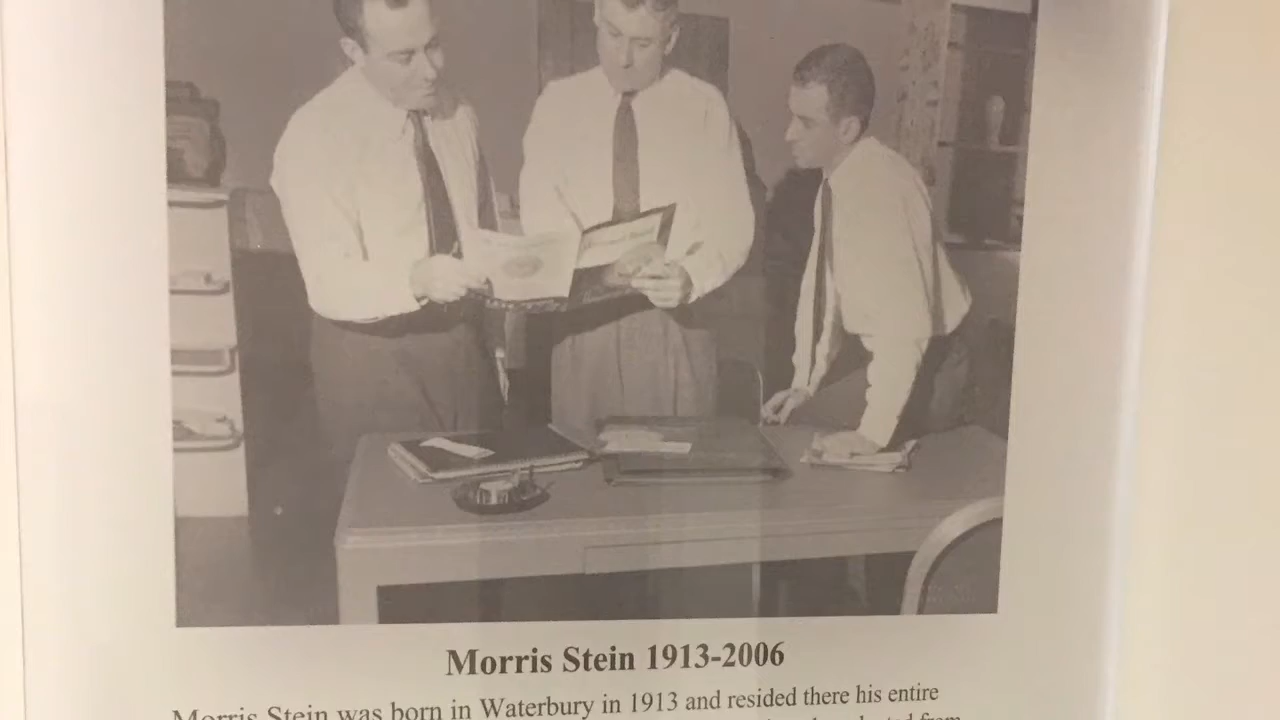 Morris Stein 1913-2006
Morris Stein was born in Waterbury in 1913 and resided there his entire